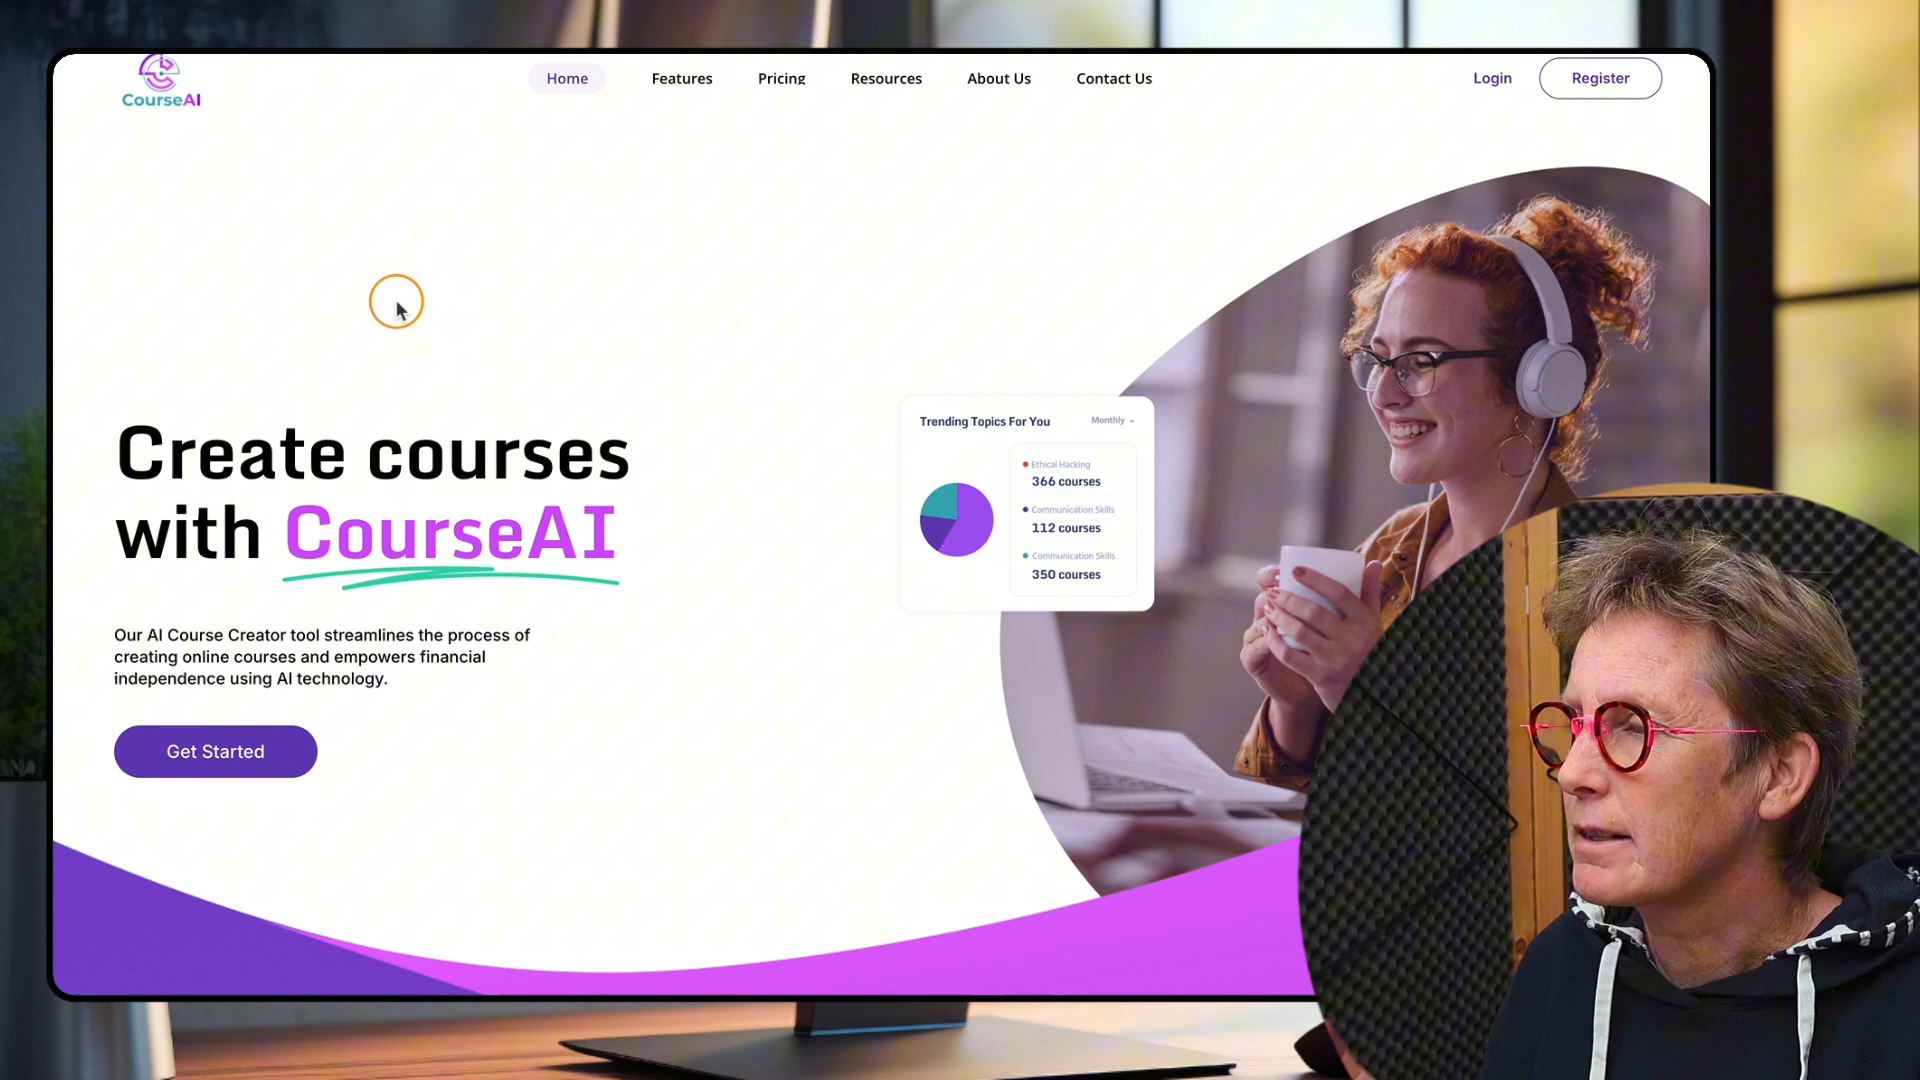 CourseAI
Home
Features
Pricing
Resources
About Us
Contact Us
Login
Register
Create courses
with CourseAI
Our AI Course Creator tool streamlines the process of
creating online courses and empowers financial
independence using AI technology.
Get Started
Trending Topics For You
Monthly
Ethical Hacking
366 courses
Communication Skills
112 courses
Communication Skills
350 courses